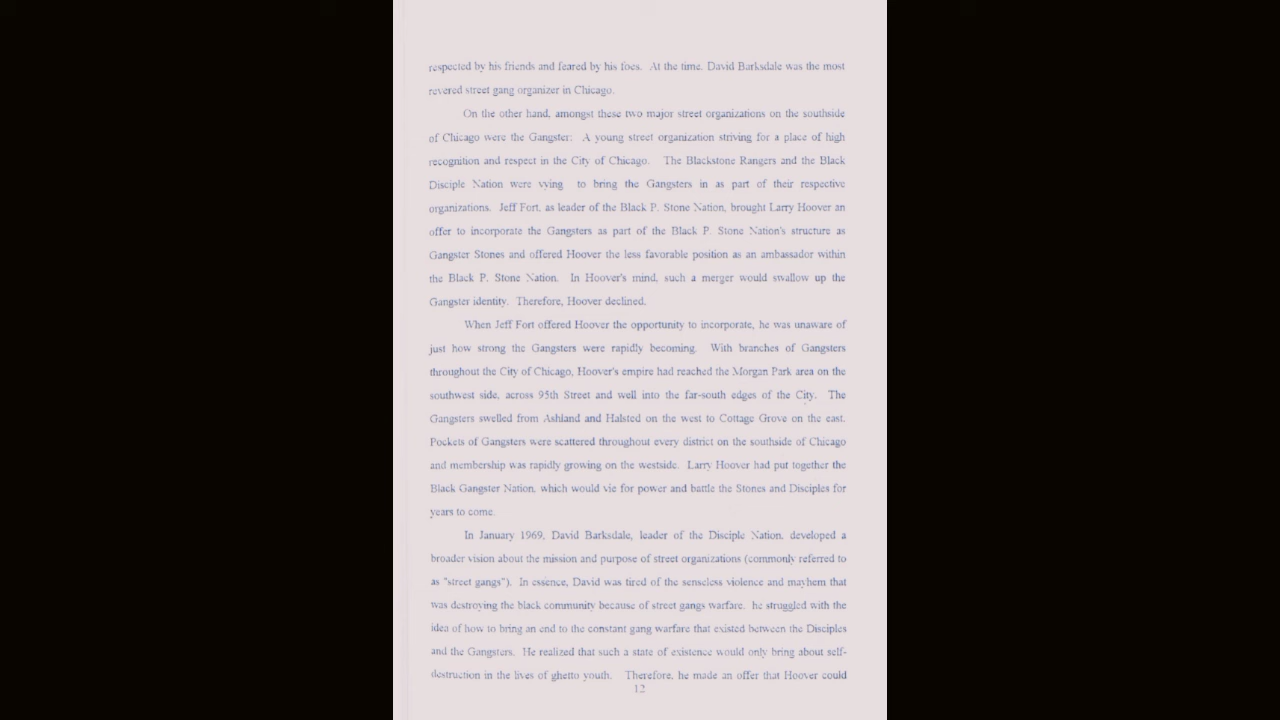 respected by his friends and feared by his foes. At the time, David Barksdale was the most
revered street gang organizer in Chicago.
On the other hand, amongst these two major street organizations on the southside
of Chicago were the Gangster: A young street organization striving for a place of high
recognition and respect in the City of Chicago. The Blackstone Rangers and the Black
Disciple Nation were vying to bring the Gangsters in as part of their respective
organizations. Jeff Fort, as leader of the Black P. Stone Nation, brought Larry Hoover an
offer to incorporate the Gangsters as part of the Black P. Stone Nation's structure as
Gangster Stones and offered Hoover the less favorable position as an ambassador within
the Black P. Stone Nation. In Hoover's mind, such a merger would swallow up the
Gangster identity. Therefore, Hoover declined.
When Jeff Fort offered Hoover the opportunity to incorporate, he was unaware of
just how strong the Gangsters were rapidly becoming. With branches of Gangsters
throughout the City of Chicago, Hoover's empire had reached the Morgan Park area on the
southwest side, across 95th Street and well into the far-south edges of the City. The
Gangsters swelled from Ashland and Halsted on the west to Cottage Grove on the east.
Pockets of Gangsters were scattered throughout every district on the southside of Chicago
and membership was rapidly growing on the westside. Larry Hoover had put together the
Black Gangster Nation, which would vie for power and battle the Stones and Disciples for
years to come.
In January 1969, David Barksdale, leader of the Disciple Nation, developed a
broader vision about the mission and purpose of street organizations (commonly referred to
as "street gangs"). In essence, David was tired of the senseless violence and mayhem that
was destroying the black community because of street gangs warfare. he struggled with the
idea of how to bring an end to the constant gang warfare that existed between the Disciples
and the Gangsters. He realized that such a state of existence would only bring about self-
destruction in the lives of ghetto youth. Therefore, he made an offer that Hoover could
12